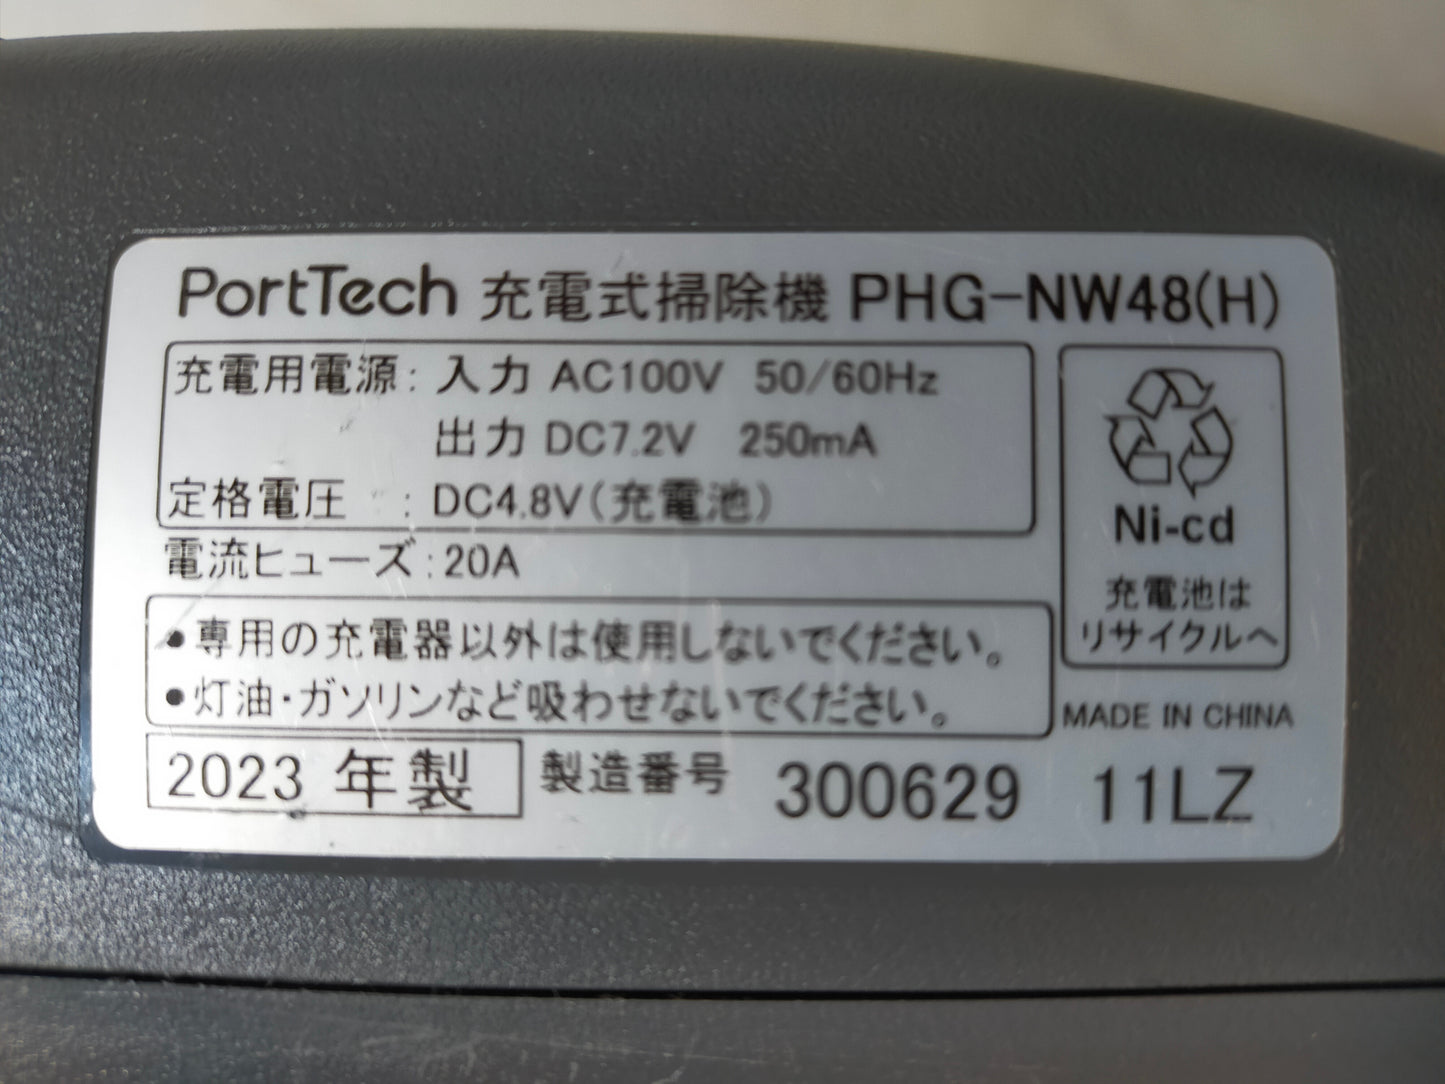 PortTech 充電式掃除機 PHG-NW48(H)
充電用電源: 入力 AC100V 50/60Hz
出力 DC7.2V 250mA
定格電圧 : DC4.8V(充電池)
電流ヒューズ:20A
Ni-cd
充電池は
リサイクルへ
●専用の充電器以外は使用しないでください。
●灯油・ガソリンなど吸わせないでください。
MADE IN CHINA
2023 年製 製造番号 300629 11LZ